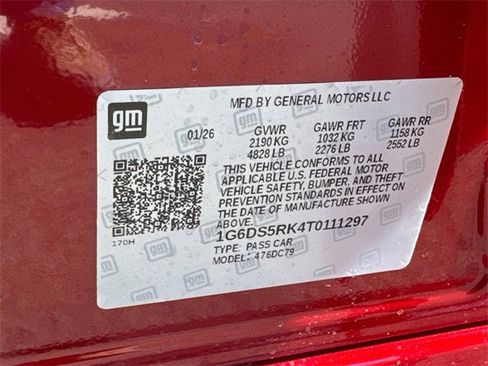 MFD BY GENERAL MOTORS LLC
gm
01/26 GVWR GAWR FRT GAWR RR
2190 KG 1032 KG 1158 KG
4828 LB 2276 LB 2552 LB
THIS VEHICLE CONFORMS TO ALL
APPLICABLE U.S. FEDERAL MOTOR
VEHICLE SAFETY, BUMPER, AND THEFT
PREVENTION STANDARDS IN EFFECT ON
THE DATE OF MANUFACTURE SHOWN
ABOVE.
1G6DS5RK4T0111297
170H
TYPE: PASS CAR
MODEL: 476DC79